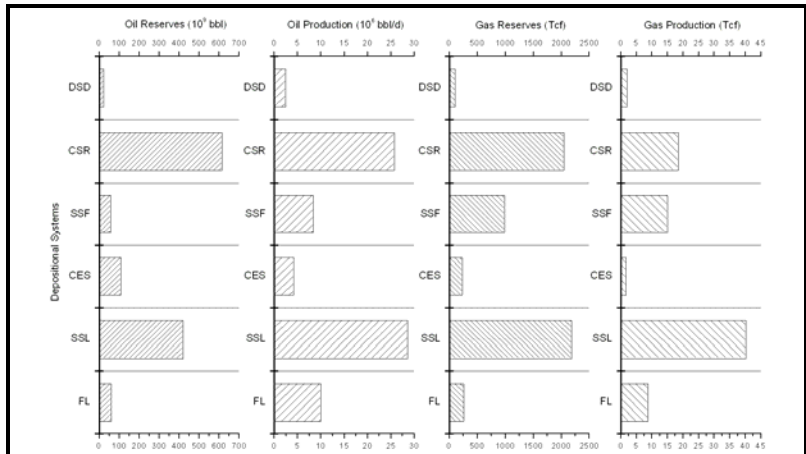 Oil Reserves (10⁹ bbl) Oil Production (10⁶ bbl/d) Gas Reserves (Tcf) Gas Production (Tcf)
0 100 200 300 400 500 600 700 0 5 10 15 20 25 30 0 500 1000 1500 2000 2500 0 5 10 15 20 25 30 35 40 45
DSD DSD DSD DSD
CSR CSR CSR CSR
SSF SSF SSF SSF
Depositional Systems
CES CES CES CES
SSL SSL SSL SSL
FL FL FL FL
0 100 200 300 400 500 600 700 0 5 10 15 20 25 30 0 500 1000 1500 2000 2500 0 5 10 15 20 25 30 35 40 45